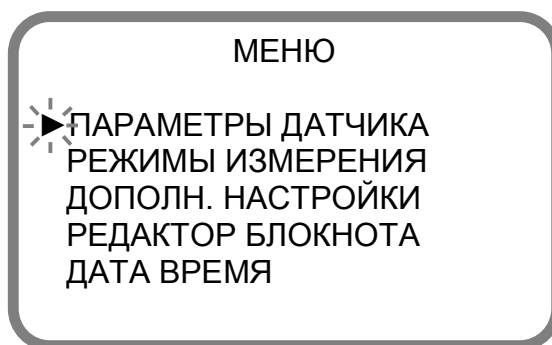 МЕНЮ
►ПАРАМЕТРЫ ДАТЧИКА
РЕЖИМЫ ИЗМЕРЕНИЯ
ДОПОЛН. НАСТРОЙКИ
РЕДАКТОР БЛОКНОТА
ДАТА ВРЕМЯ